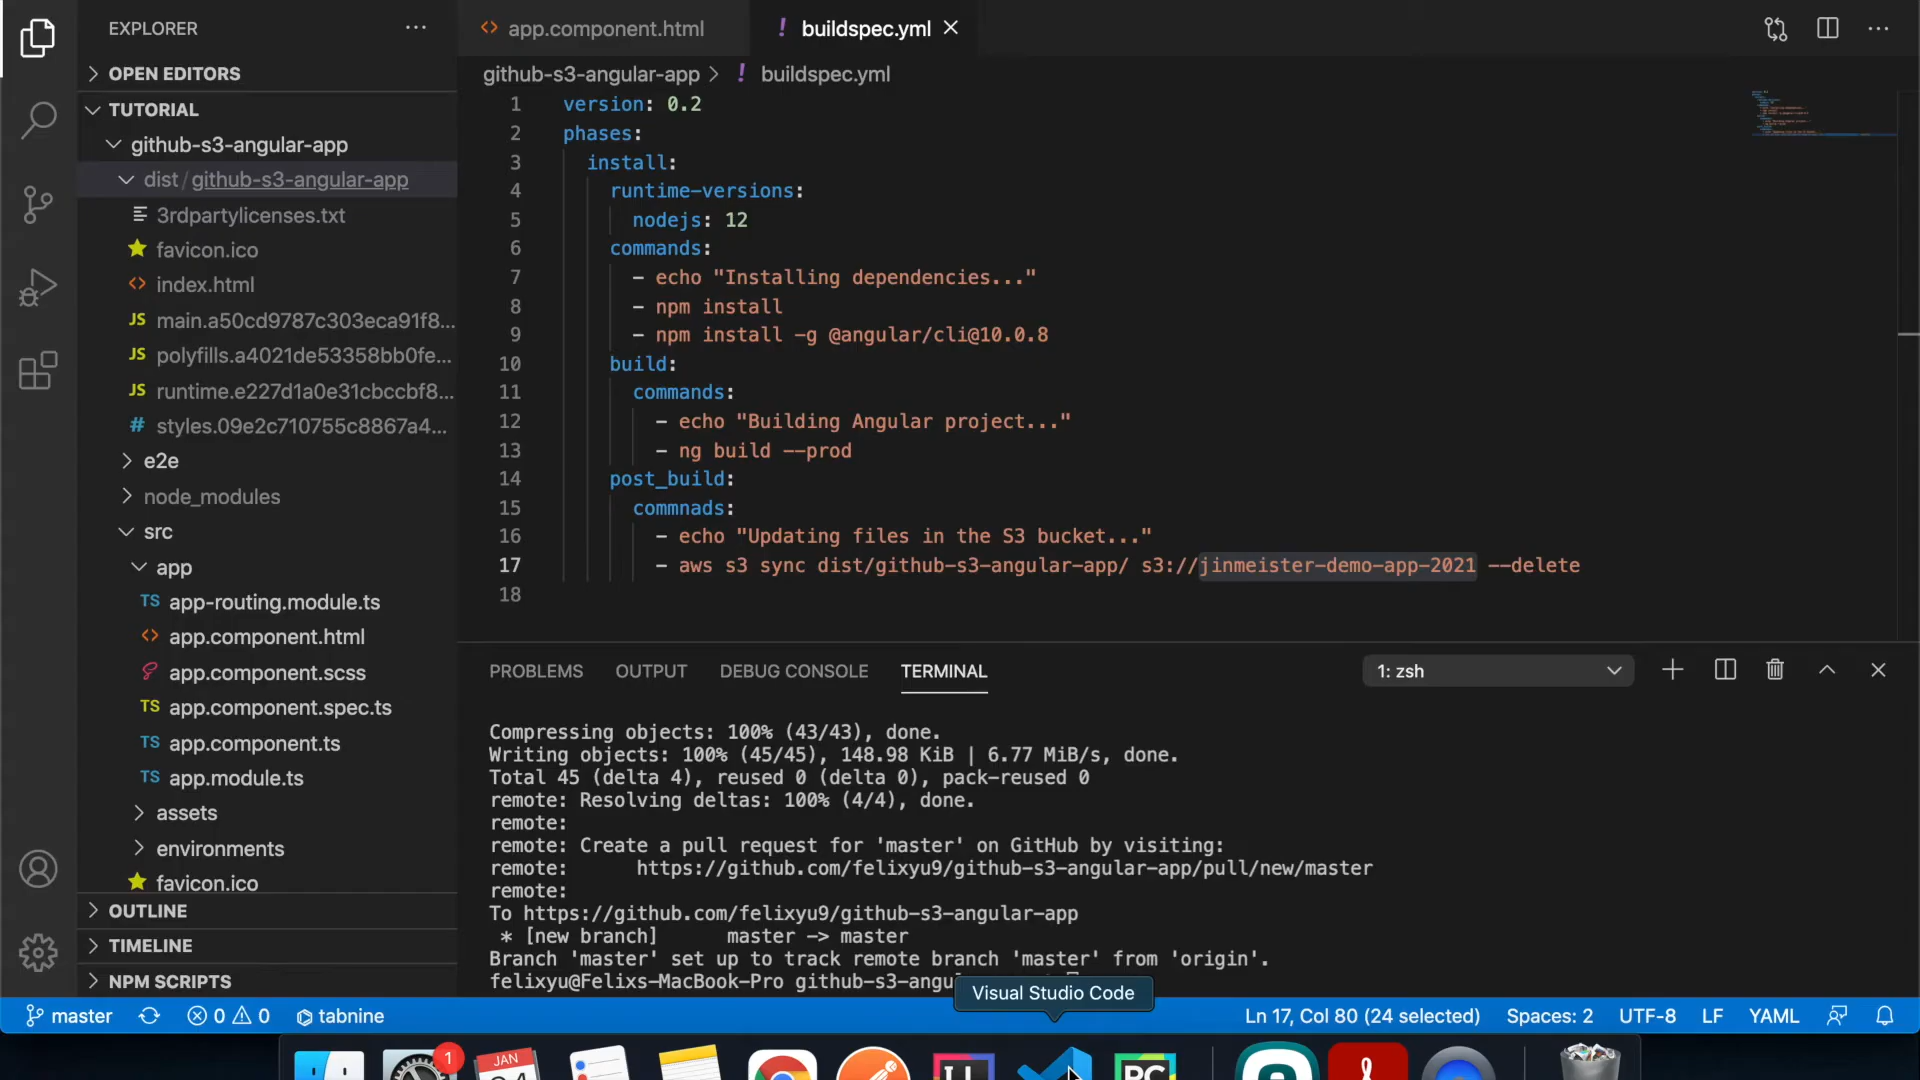 EXPLORER
app.component.html
buildspec.yml
OPEN EDITORS
github-s3-angular-app
buildspec.yml
TUTORIAL
github-s3-angular-app
dist/github-s3-angular-app
3rdpartylicenses.txt
favicon.ico
index.html
main.a50cd9787c303eca91f8...
polyfills.a4021de53358bb0fe...
runtime.e227d1a0e31cbccbf8...
styles.09e2c710755c8867a4...
e2e
node_modules
src
app
app-routing.module.ts
app.component.html
app.component.scss
app.component.spec.ts
app.component.ts
app.module.ts
assets
environments
favicon.ico
OUTLINE
TIMELINE
NPM SCRIPTS
1 version: 0.2
2 phases:
3 install:
4 runtime-versions:
5 nodejs: 12
6 commands:
7 - echo "Installing dependencies..."
8 - npm install
9 - npm install -g @angular/cli@10.0.8
10 build:
11 commands:
12 - echo "Building Angular project..."
13 - ng build --prod
14 post_build:
15 commnads:
16 - echo "Updating files in the S3 bucket..."
17 - aws s3 sync dist/github-s3-angular-app/ s3://jinmeister-demo-app-2021 --delete
18
PROBLEMS
OUTPUT
DEBUG CONSOLE
TERMINAL
1: zsh
Compressing objects: 100% (43/43), done.
Writing objects: 100% (45/45), 148.98 KiB | 6.77 MiB/s, done.
Total 45 (delta 4), reused 0 (delta 0), pack-reused 0
remote: Resolving deltas: 100% (4/4), done.
remote:
remote: Create a pull request for 'master' on GitHub by visiting:
remote: https://github.com/felixyu9/github-s3-angular-app/pull/new/master
remote:
To https://github.com/felixyu9/github-s3-angular-app
* [new branch] master -> master
Branch 'master' set up to track remote branch 'master' from 'origin'.
felixyu@Felixs-MacBook-Pro github-s3-angu
Visual Studio Code
master
0
0
tabnine
Ln 17, Col 80 (24 selected)
Spaces: 2
UTF-8
LF
YAML
1
JAN
PC